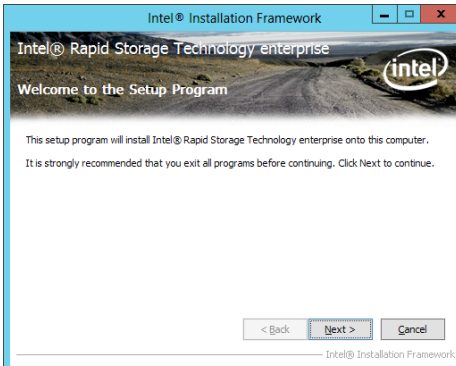 Intel® Installation Framework
Intel® Rapid Storage Technology enterprise
intel
Welcome to the Setup Program
This setup program will install Intel® Rapid Storage Technology enterprise onto this computer.
It is strongly recommended that you exit all programs before continuing. Click Next to continue.
< Back Next > Cancel
Intel® Installation Framework